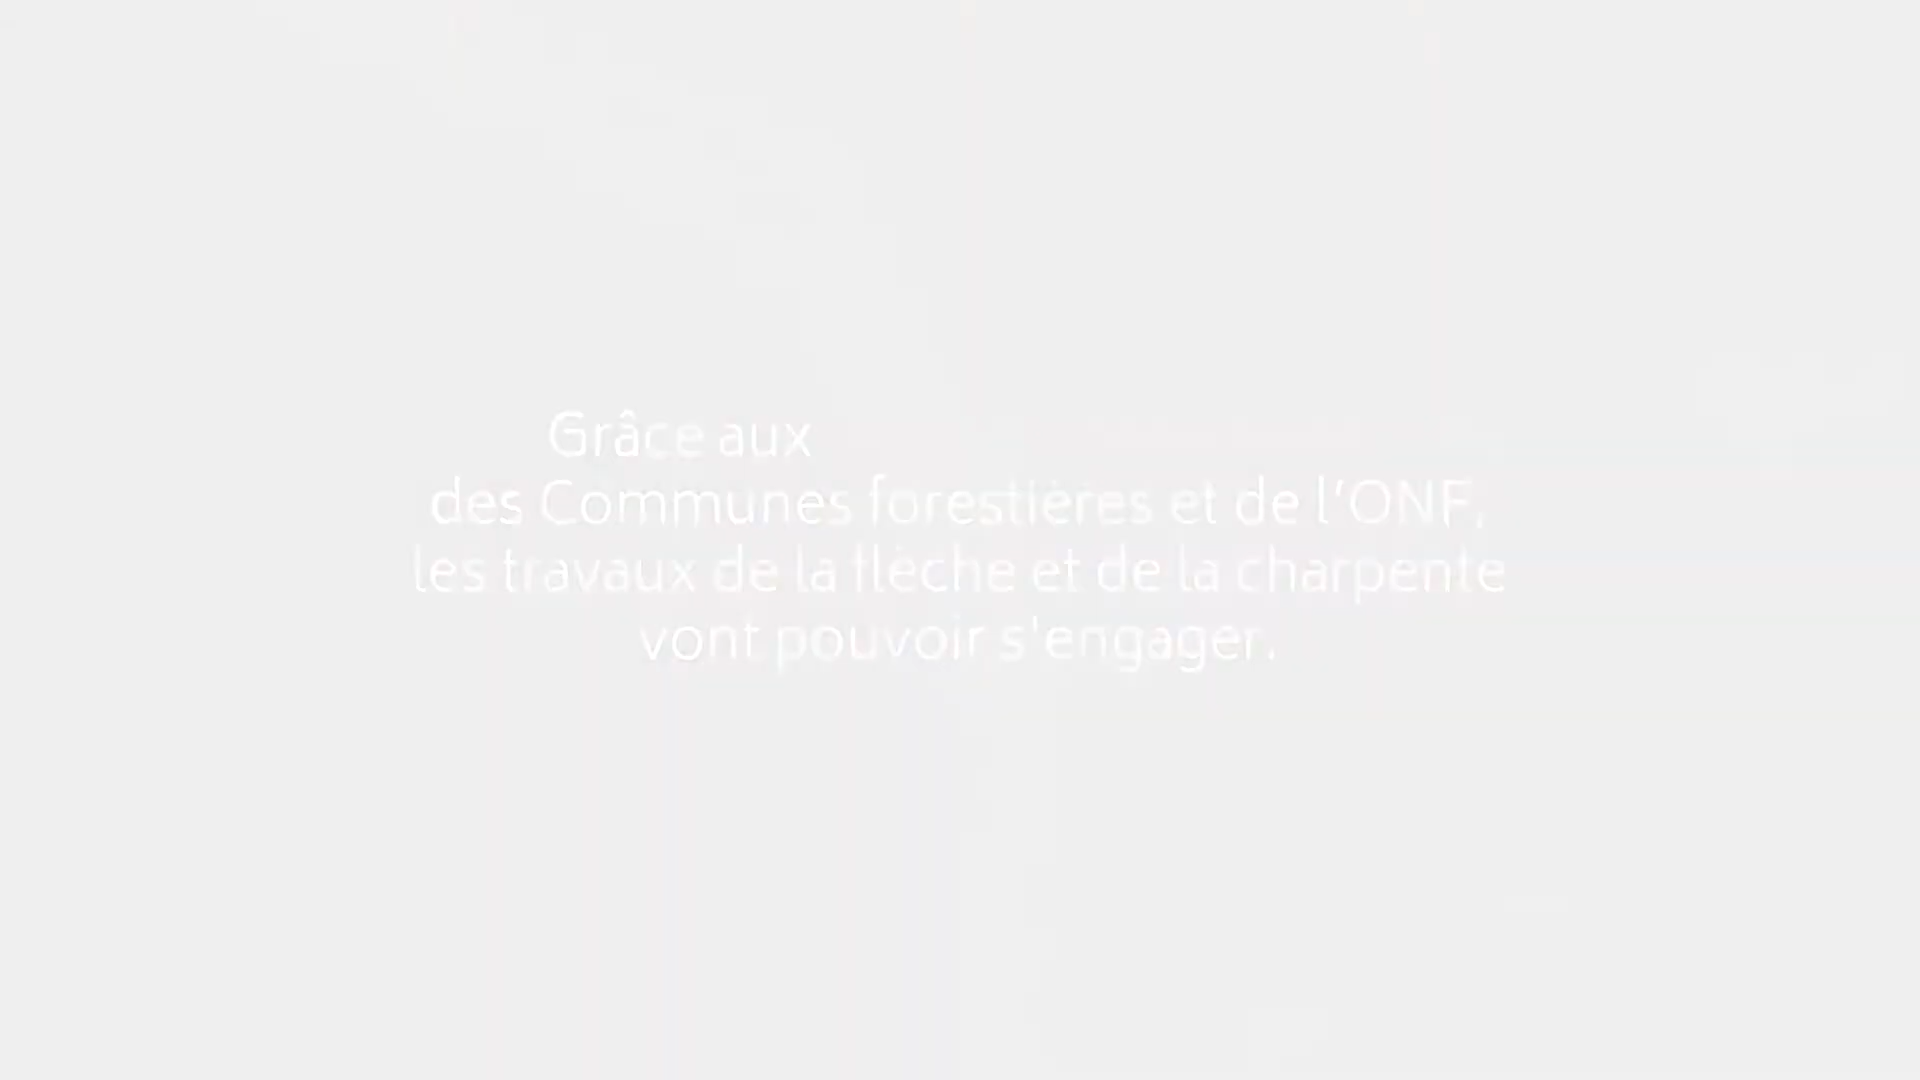 Grâce aux
des Communes forestières et de l'ONF,
les travaux de la flèche et de la charpente
vont pouvoir s'engager.